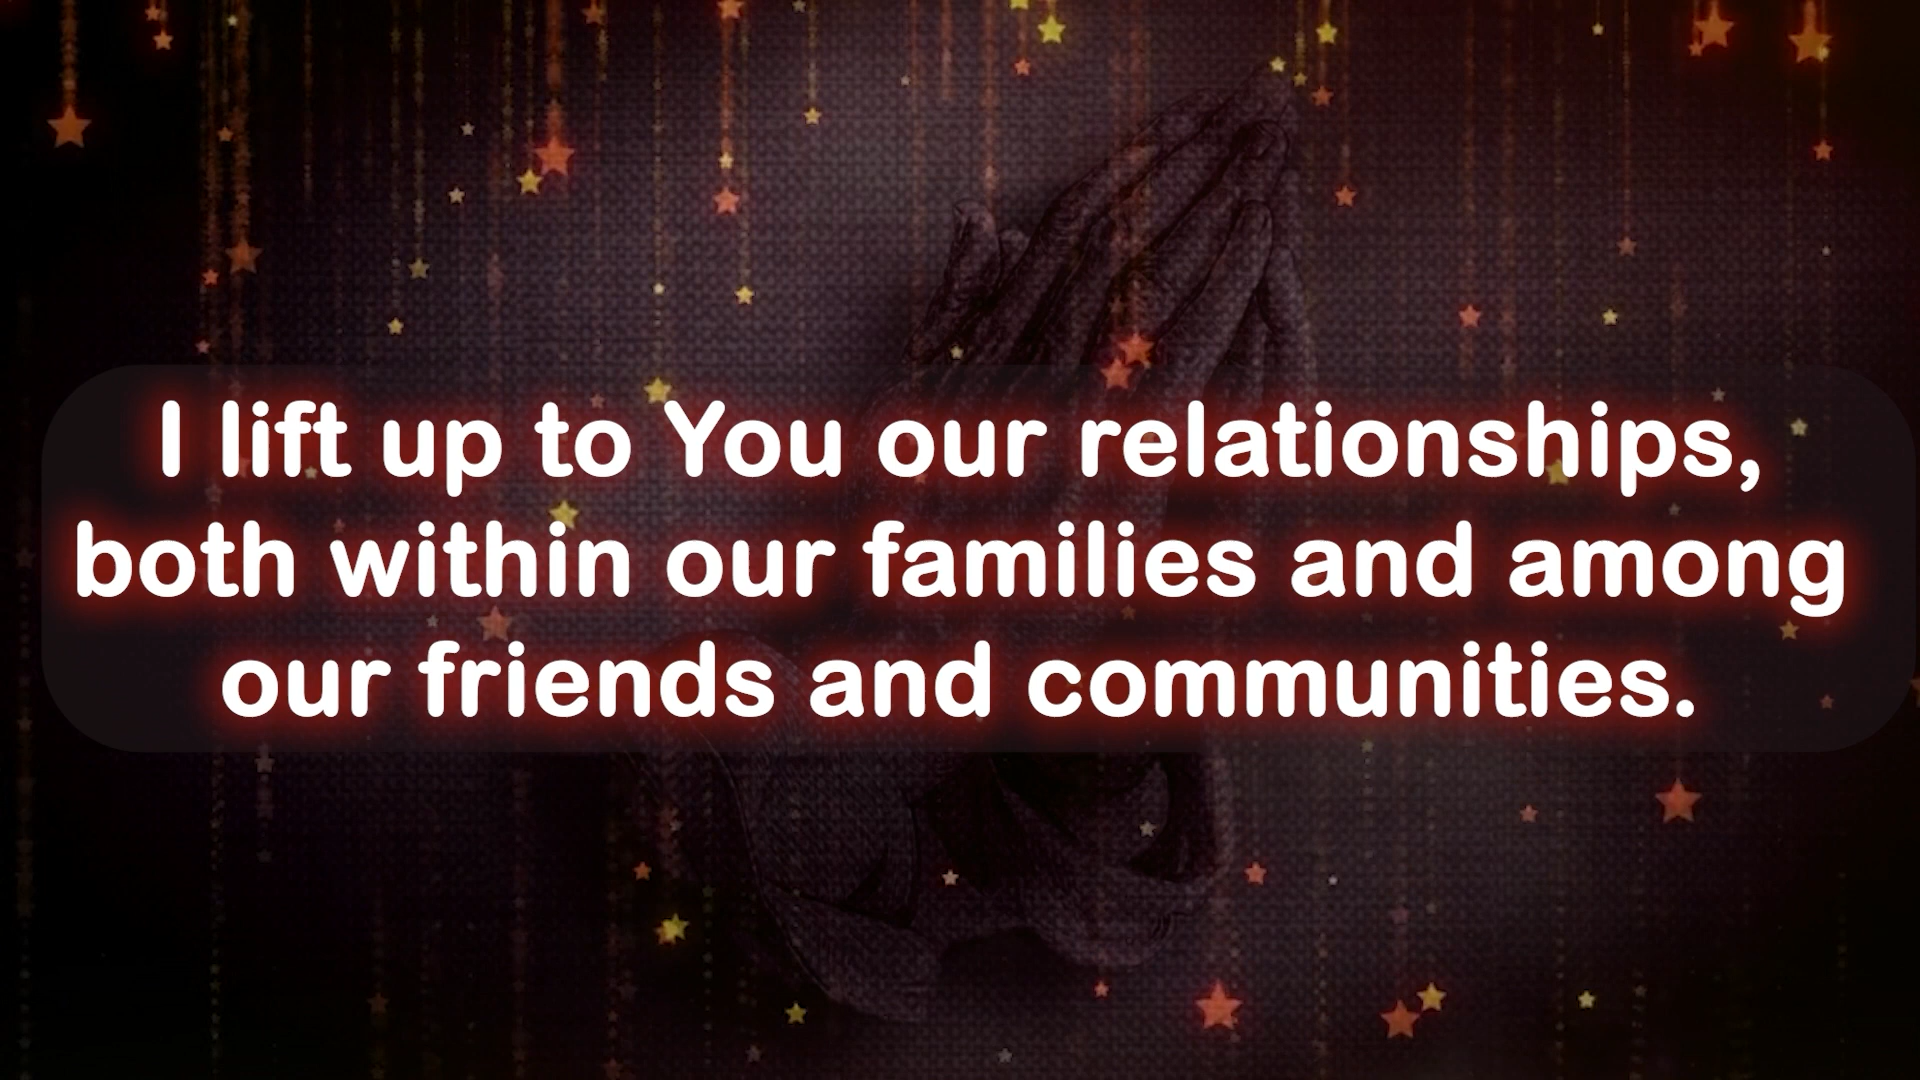 I lift up to You our relationships,
both within our families and among
our friends and communities.